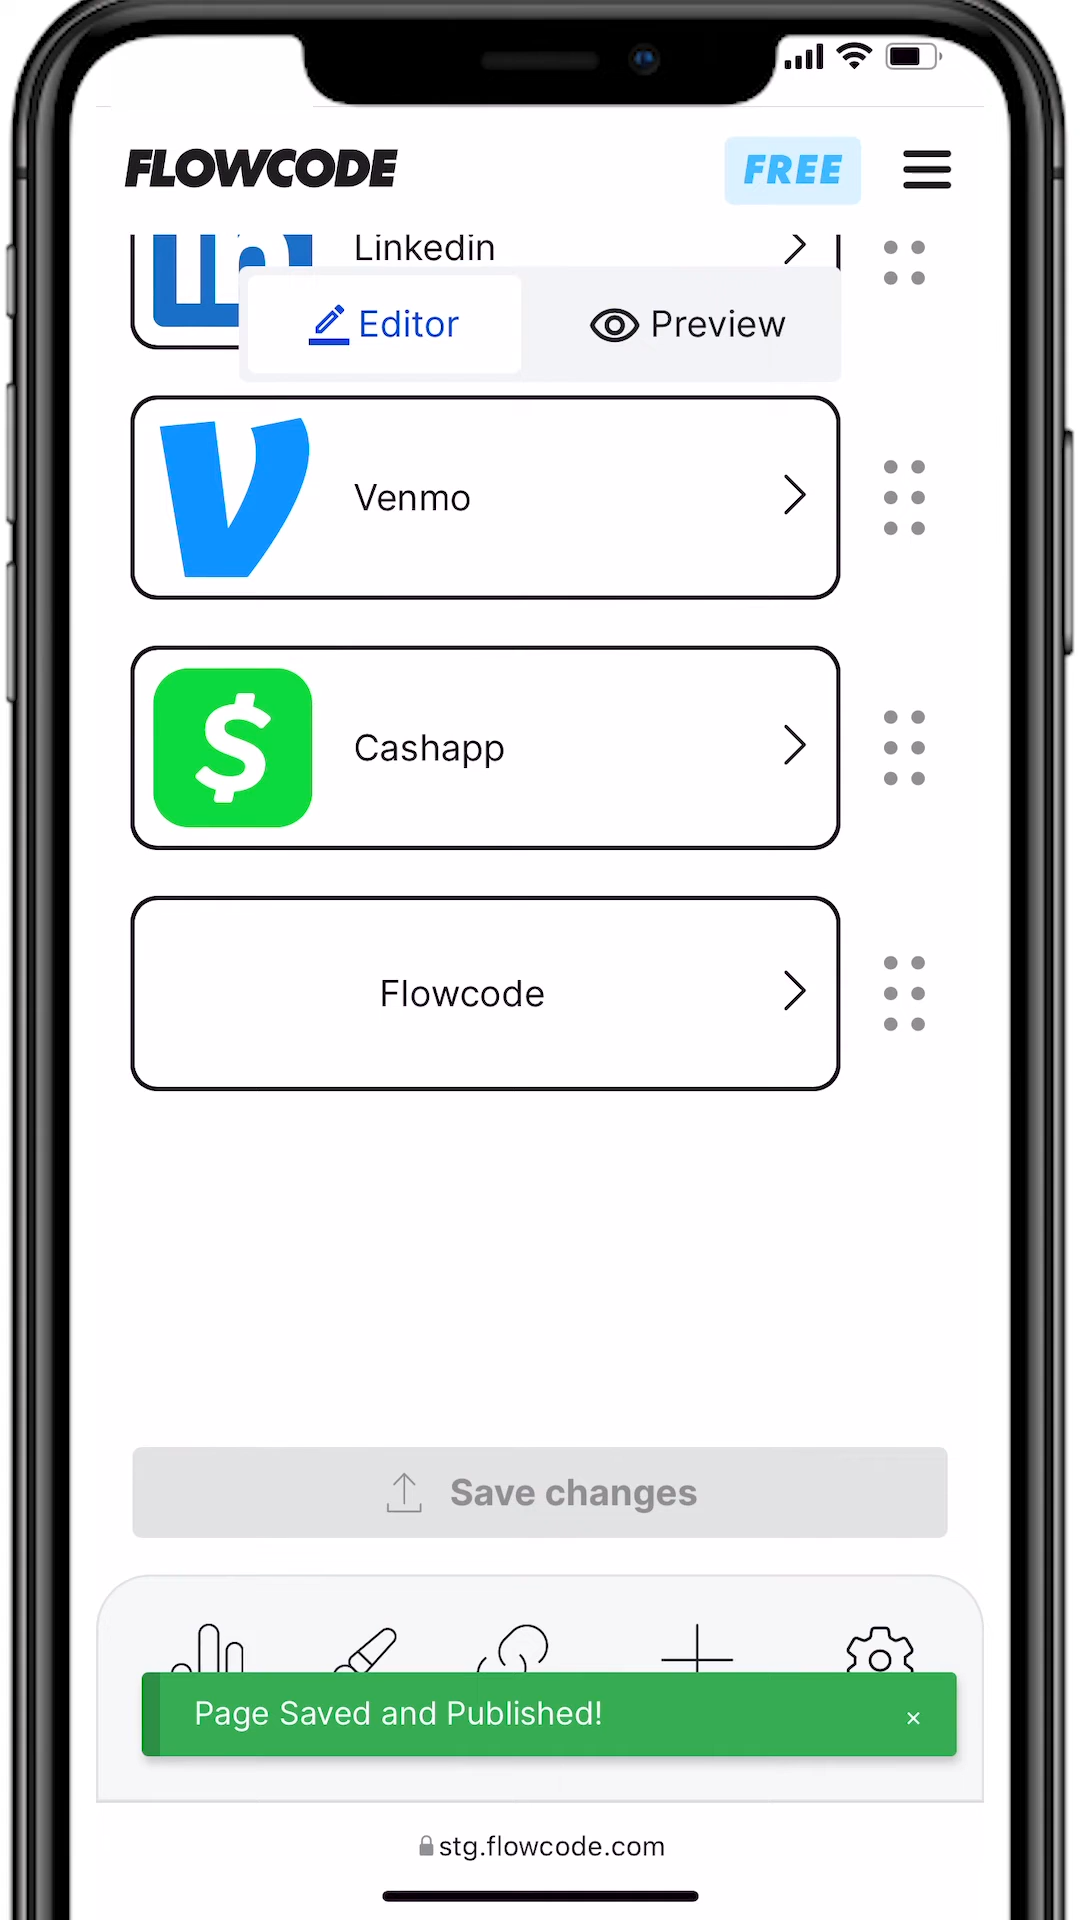 FLOWCODE
FREE
Linkedin
Editor
Preview
Venmo
Cashapp
Flowcode
Save changes
Page Saved and Published!
×
stg.flowcode.com